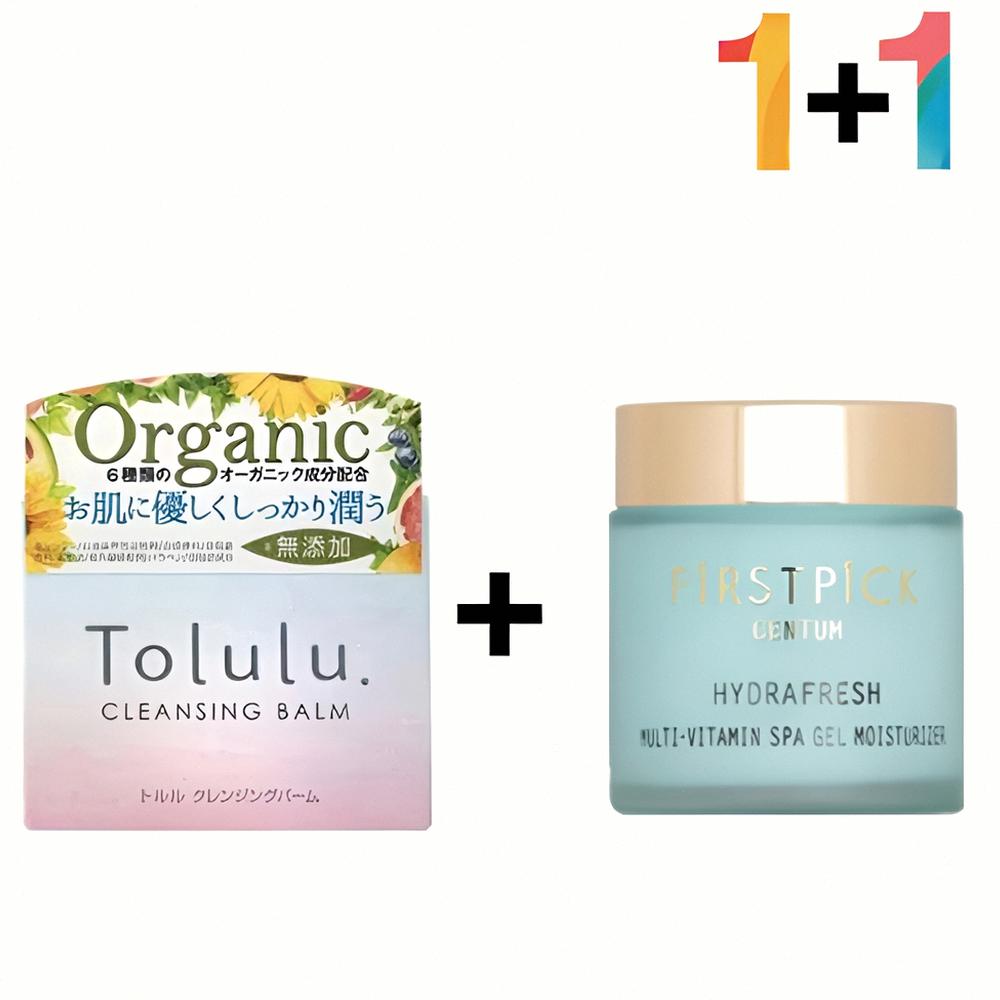 1+1
Organic
6種類のオーガニック成分配合
お肌に優しくしっかり潤う
無添加
Tolulu.
CLEANSING BALM
トルル クレンジングバーム
+
FIRSTPICK
CENTUM
HYDRAFRESH
MULTI-VITAMIN SPA GEL MOISTURIZER